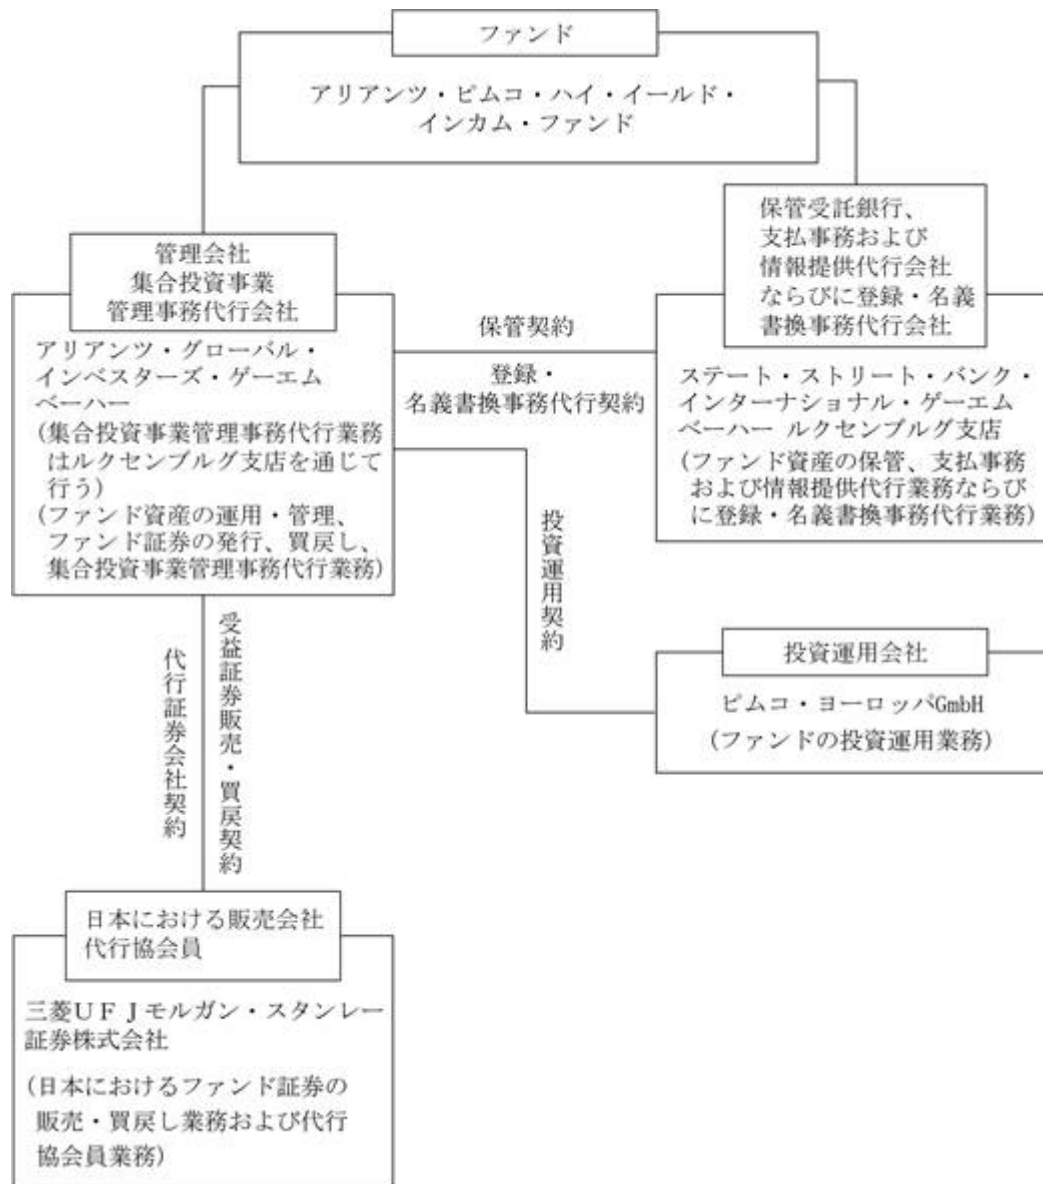 ファンド
アリアンツ・ピムコ・ハイ・イールド・
インカム・ファンド
管理会社
集合投資事業
管理事務代行会社
アリアンツ・グローバル・
インベスターズ・ゲーエム
ベーハー
(集合投資事業管理事務代行業務
はルクセンブルグ支店を通じて
行う)
(ファンド資産の運用・管理、
ファンド証券の発行、買戻し、
集合投資事業管理事務代行業務)
保管契約
登録・
名義書換事務代行契約
保管受託銀行、
支払事務および
情報提供代行会社
ならびに登録・名義
書換事務代行会社
ステート・ストリート・バンク・
インターナショナル・ゲーエム
ベーハー ルクセンブルグ支店
(ファンド資産の保管、支払事務
および情報提供代行業務ならび
に登録・名義書換事務代行業務)
投資運用契約
投資運用会社
ピムコ・ヨーロッパGmbH
(ファンドの投資運用業務)
受益証券販売・買戻契約
代行証券会社契約
日本における販売会社
代行協会員
三菱ＵＦＪモルガン・スタンレー
証券株式会社
(日本におけるファンド証券の
販売・買戻し業務および代行
協会員業務)